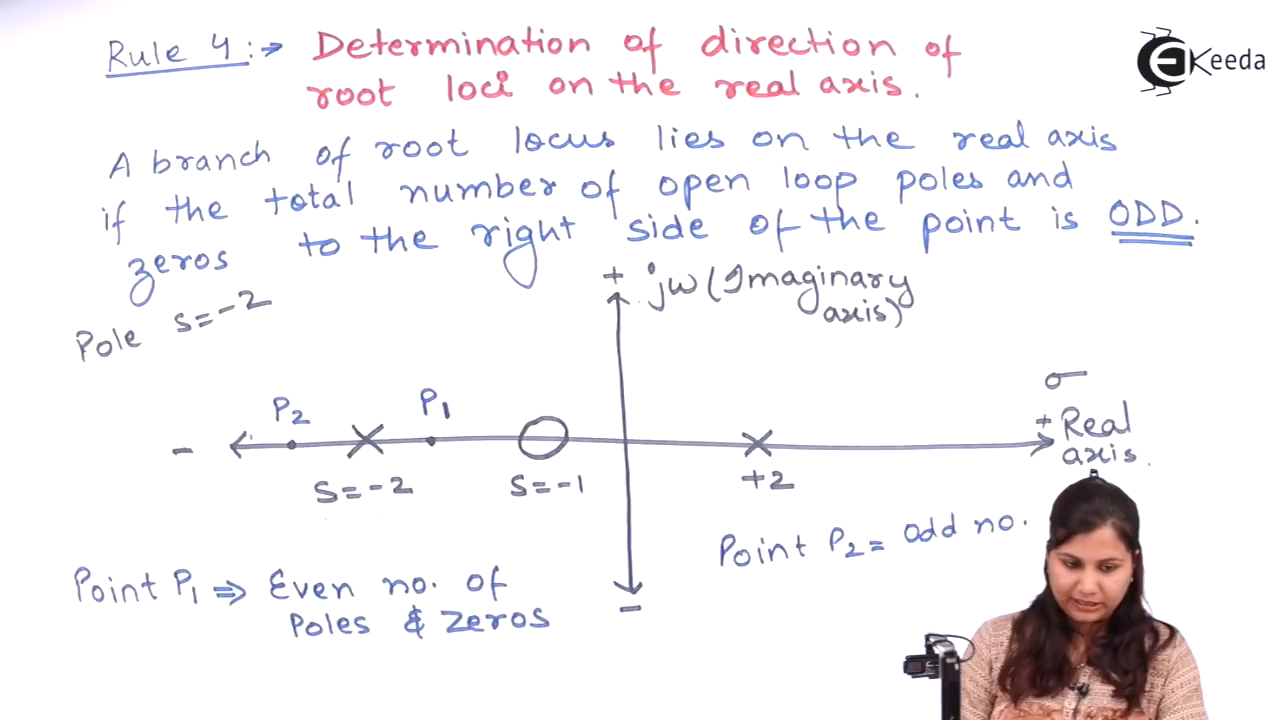 Rule 4 :→ Determination of direction of
root loci on the real axis.
EKeeda
A branch of root locus lies on the real axis
if the total number of open loop poles and
zeros to the right side of the point is ODD.
+ jω (Imaginary
axis)
Pole s=-2
σ
P2
P1
+ Real
axis.
-
S=-2
S=-1
+2
Point P2 = odd no.
Point P1 ⇒ Even no. of
Poles & Zeros
-